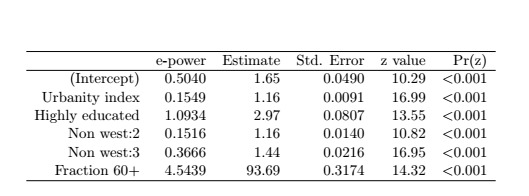 e-power Estimate Std. Error z value Pr(z)
(Intercept) 0.5040 1.65 0.0490 10.29 <0.001
Urbanity index 0.1549 1.16 0.0091 16.99 <0.001
Highly educated 1.0934 2.97 0.0807 13.55 <0.001
Non west:2 0.1516 1.16 0.0140 10.82 <0.001
Non west:3 0.3666 1.44 0.0216 16.95 <0.001
Fraction 60+ 4.5439 93.69 0.3174 14.32 <0.001